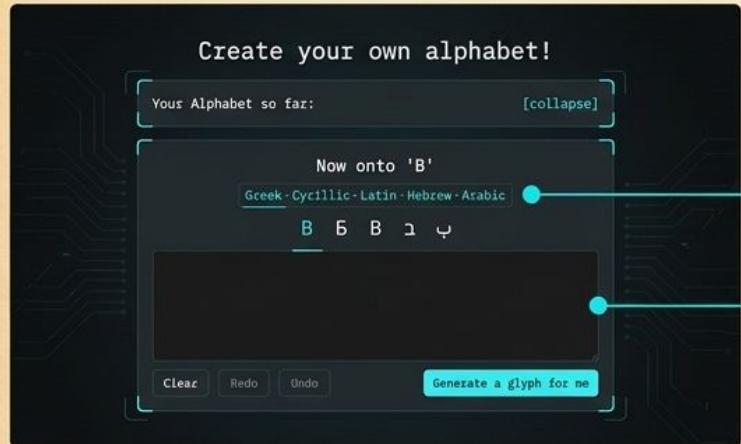 Create your own alphabet!
Your Alphabet so far: [collapse]
Now onto 'B'
Greek-Cyrillic-Latin-Hebrew-Arabic
Β Б B ב ب
Clear Redo Undo Generate a glyph for me